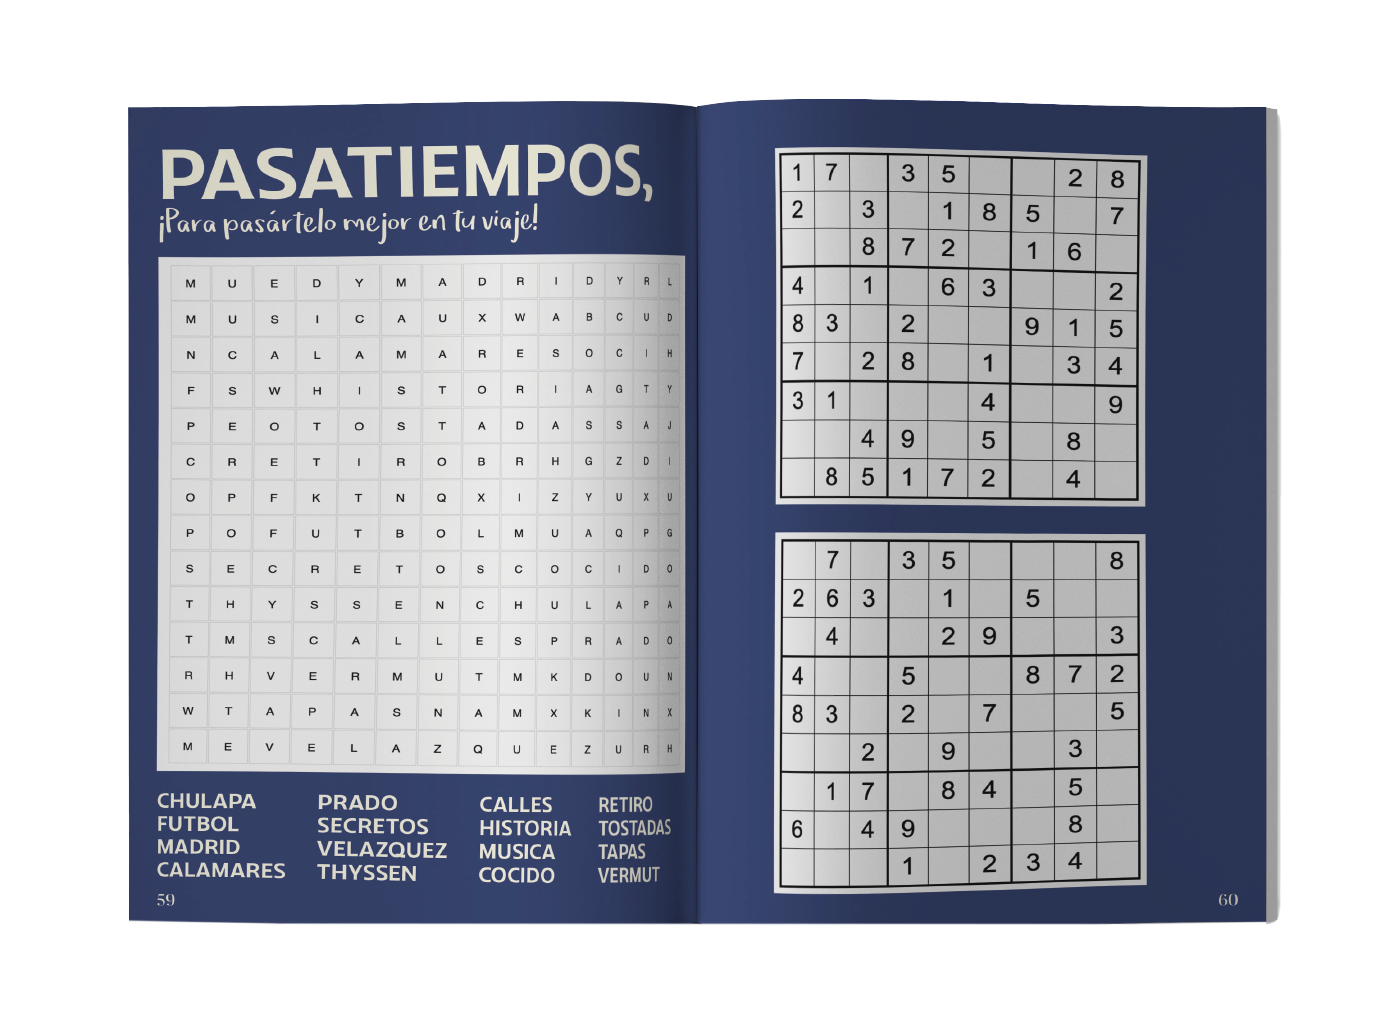 PASATIEMPOS,
¡Para pasártelo mejor en tu viaje!
M U E D Y M A D R I D Y R L
M U S I C A U X W A B C U D
N C A L A M A R E S O C I H
F S W H I S T O R I A G T Y
P E O T O S T A D A S S A J
C R E T I R O B R H G Z D I
O P F K T N Q X I Z Y U X U
P O F U T B O L M U A Q P G
S E C R E T O S C O C I D O
T H Y S S E N C H U L A P A
T M S C A L L E S P R A D O
R H V E R M U T M K D O U N
W T A P A S N A M X K I N X
M E V E L A Z Q U E Z U R H
CHULAPA PRADO CALLES RETIRO
FUTBOL SECRETOS HISTORIA TOSTADAS
MADRID VELAZQUEZ MUSICA TAPAS
CALAMARES THYSSEN COCIDO VERMUT
59
1 7 3 5 2 8
2 3 1 8 5 7
8 7 2 1 6
4 1 6 3 2
8 3 2 9 1 5
7 2 8 1 3 4
3 1 4 9
4 9 5 8
8 5 1 7 2 4
7 3 5 8
2 6 3 1 5
4 2 9 3
4 5 8 7 2
8 3 2 7 5
2 9 3
1 7 8 4 5
6 4 9 8
1 2 3 4
60